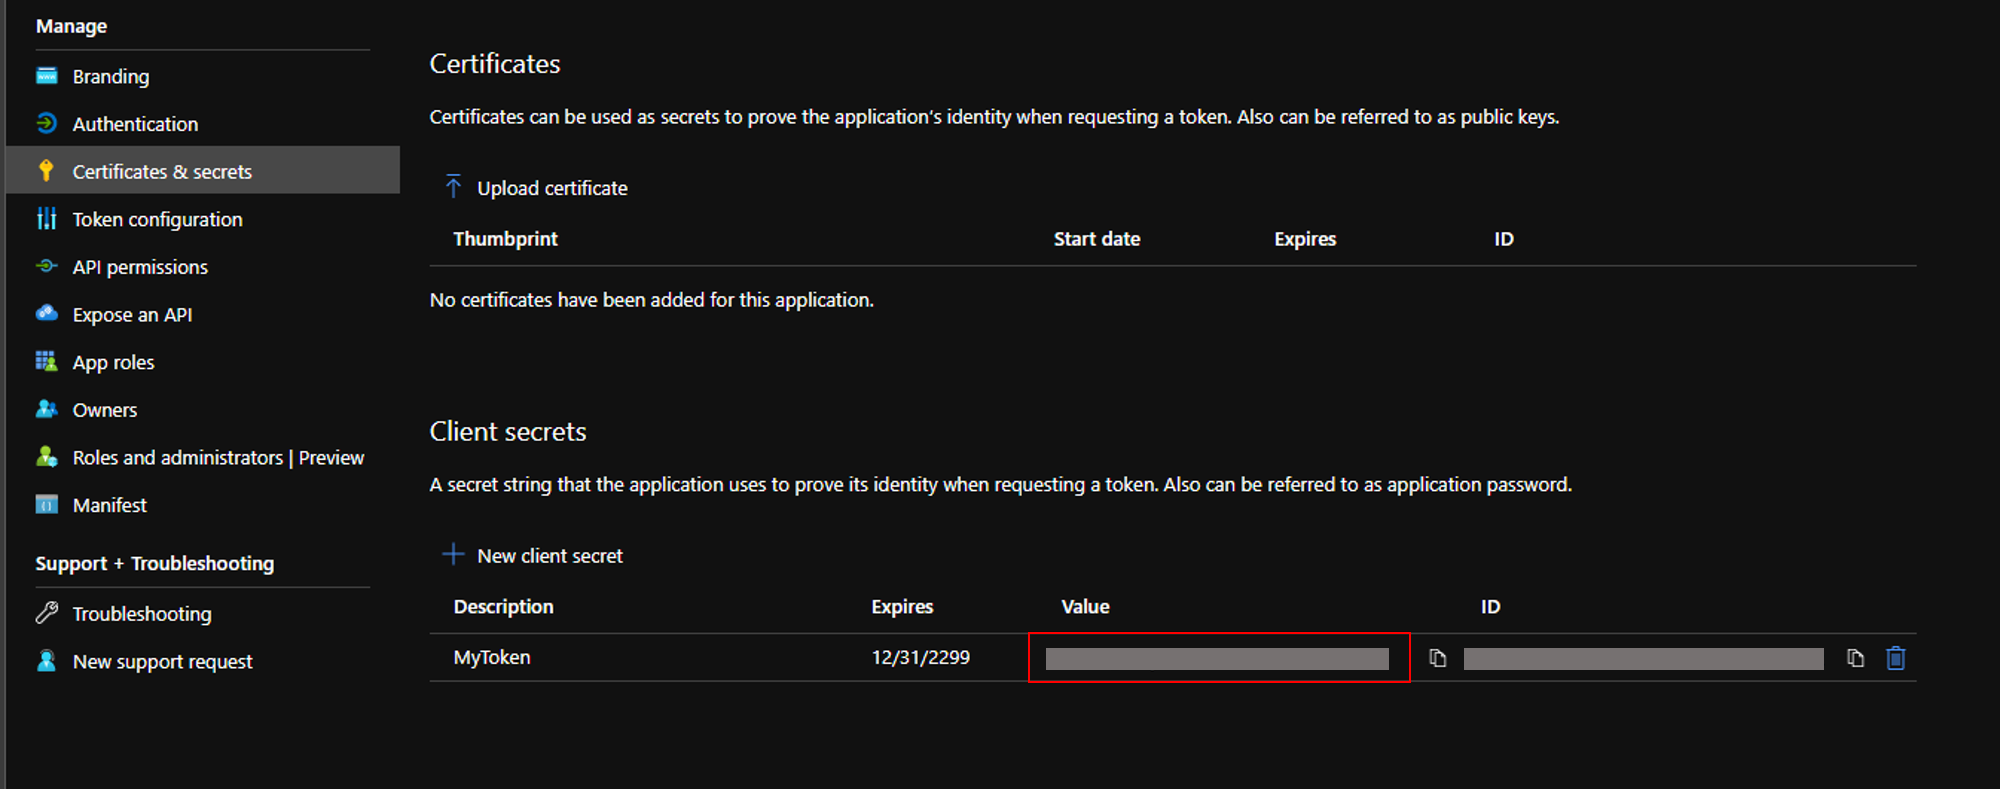 Manage
Branding
Authentication
Certificates & secrets
Token configuration
API permissions
Expose an API
App roles
Owners
Roles and administrators | Preview
Manifest
Support + Troubleshooting
Troubleshooting
New support request
Certificates
Certificates can be used as secrets to prove the application's identity when requesting a token. Also can be referred to as public keys.
Upload certificate
Thumbprint Start date Expires ID
No certificates have been added for this application.
Client secrets
A secret string that the application uses to prove its identity when requesting a token. Also can be referred to as application password.
New client secret
Description Expires Value ID
MyToken 12/31/2299